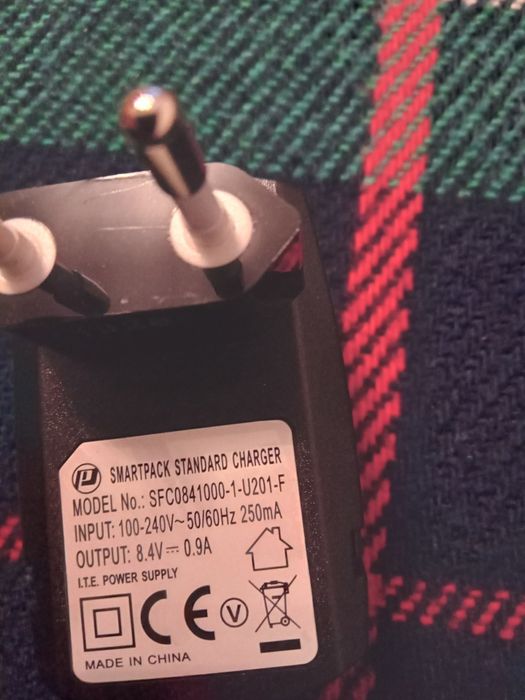 SMARTPACK STANDARD CHARGER
MODEL No.: SFC0841000-1-U201-F
INPUT: 100-240V~50/60Hz 250mA
OUTPUT: 8.4V⎓0.9A
I.T.E. POWER SUPPLY
CE V
MADE IN CHINA